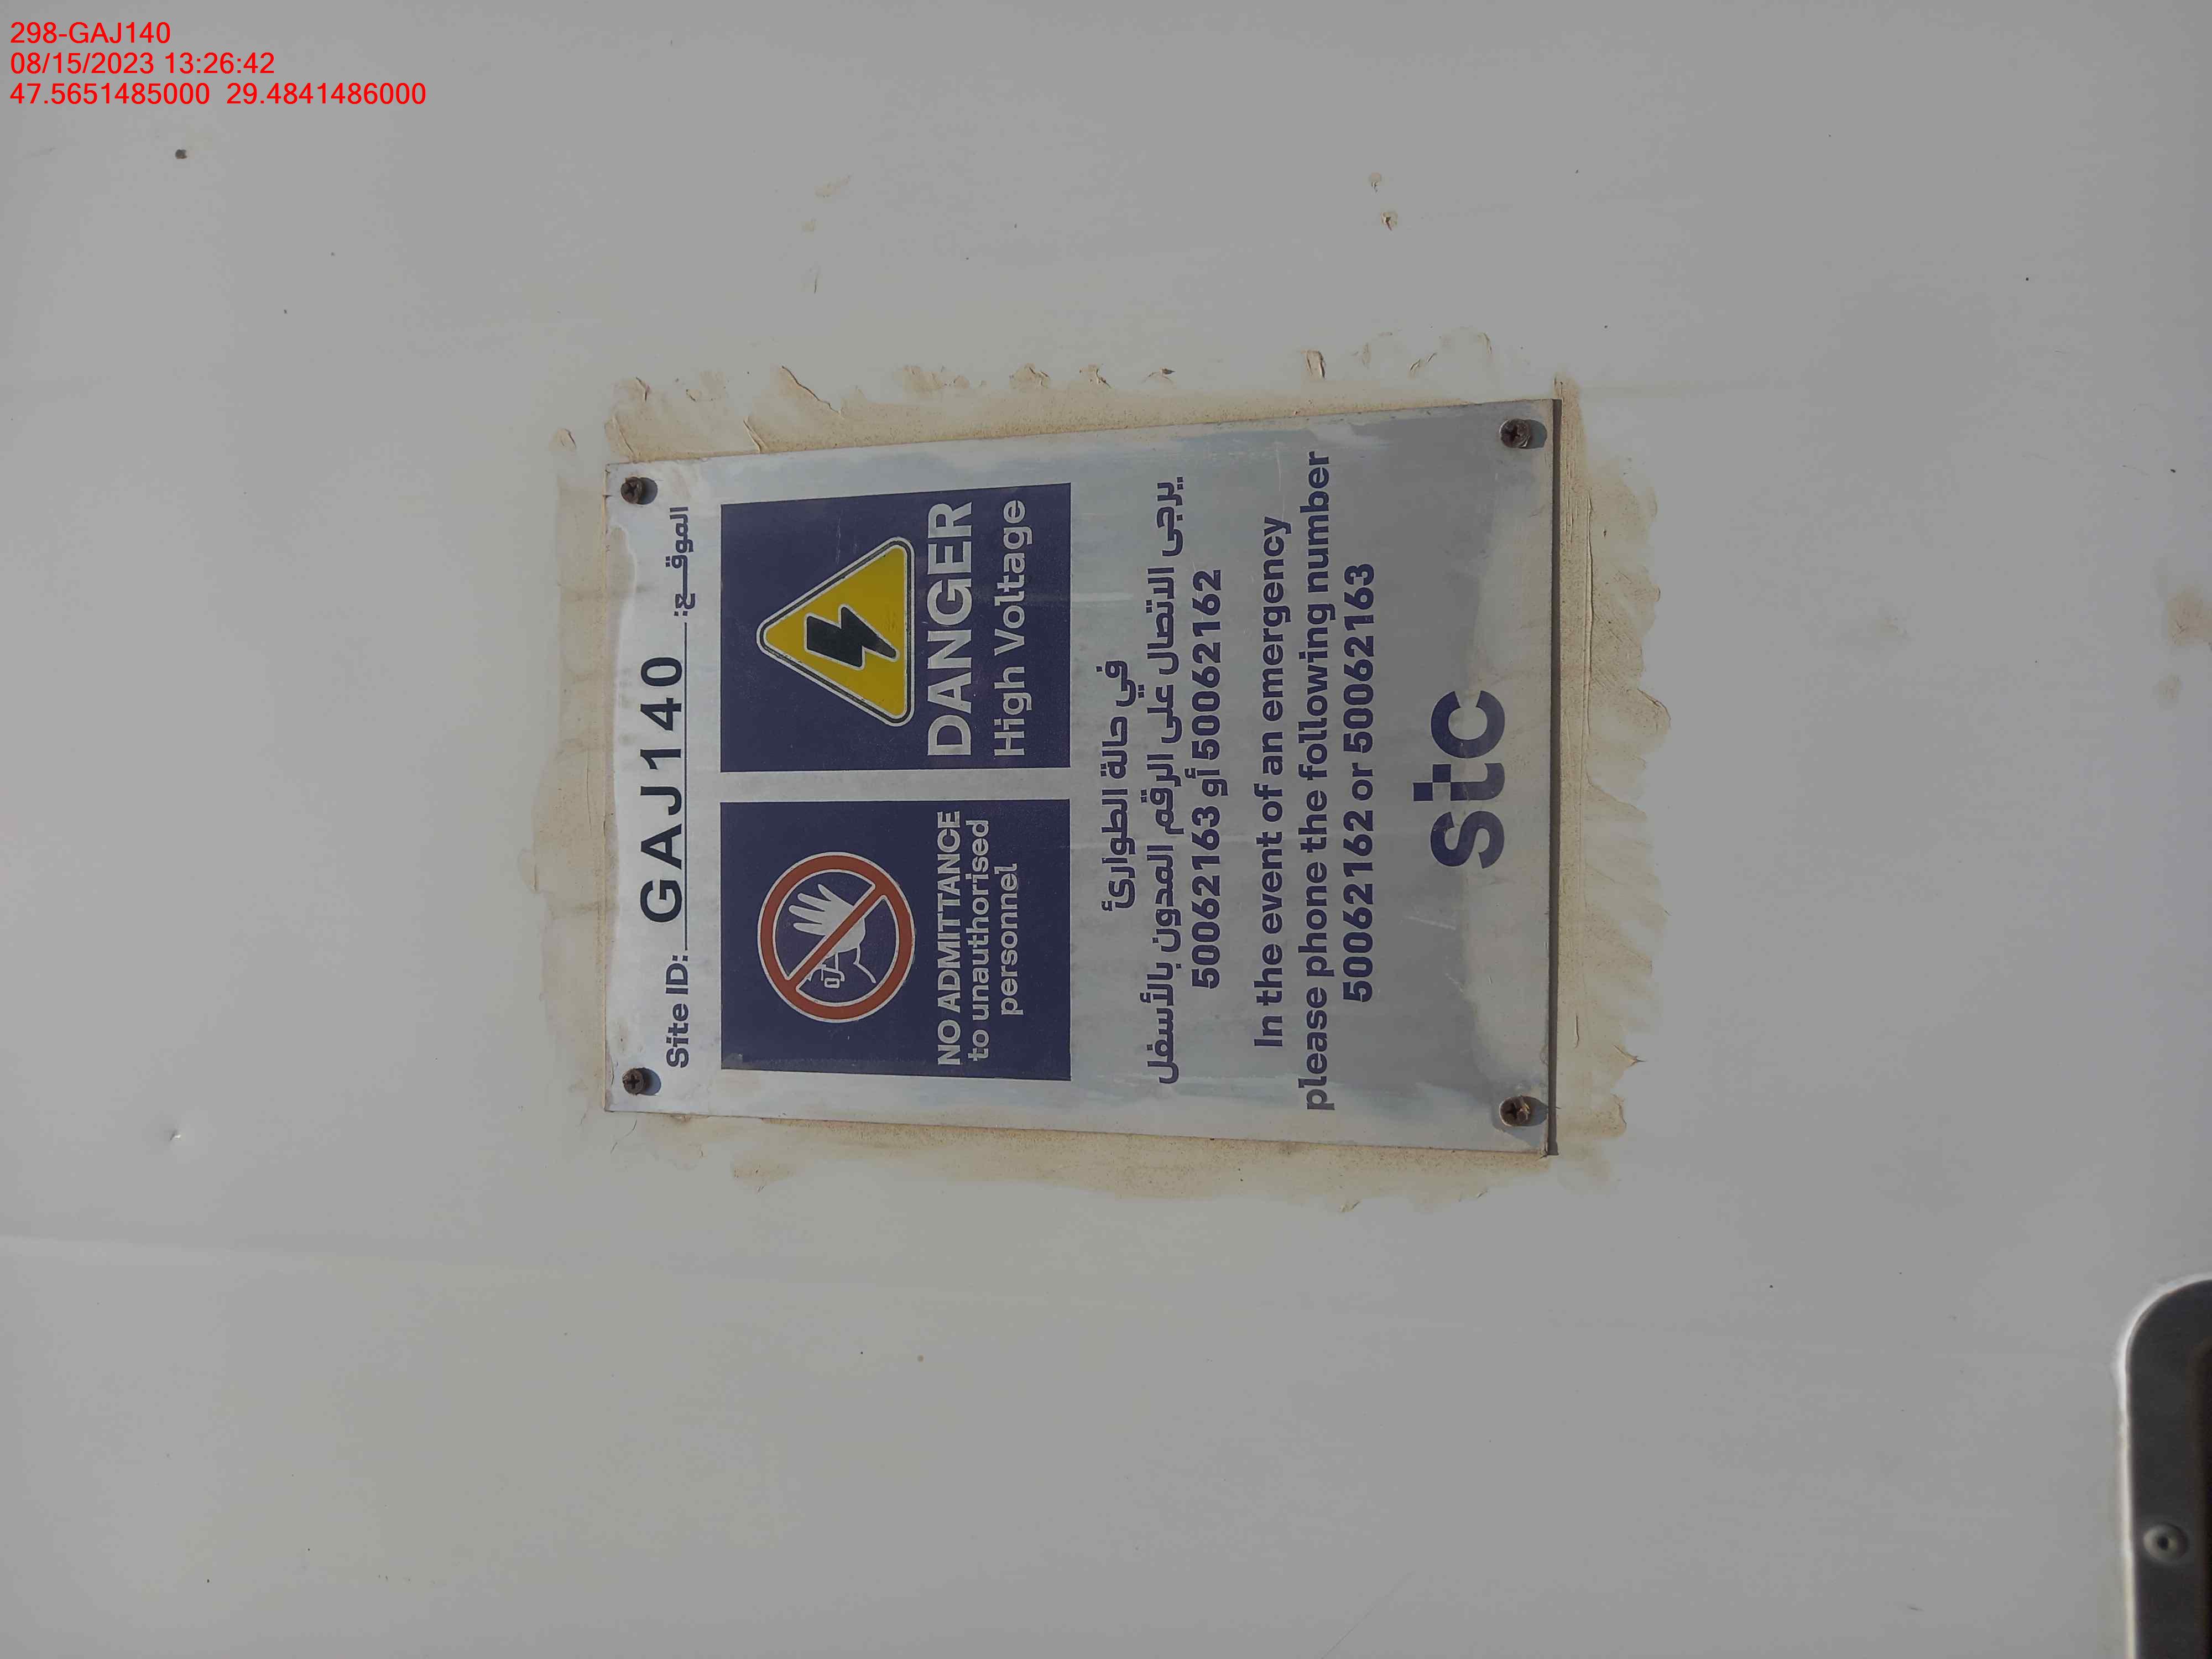 298-GAJ140
08/15/2023 13:26:42
47.5651485000 29.4841486000
Site ID: GAJ140 الموقـــع:
NO ADMITTANCE
to unauthorised
personnel
DANGER
High Voltage
في حالة الطوارئ
يرجى الاتصال على الرقم المدون بالأسفل
50062163 أو 50062162
In the event of an emergency
please phone the following number
50062162 or 50062163
stc